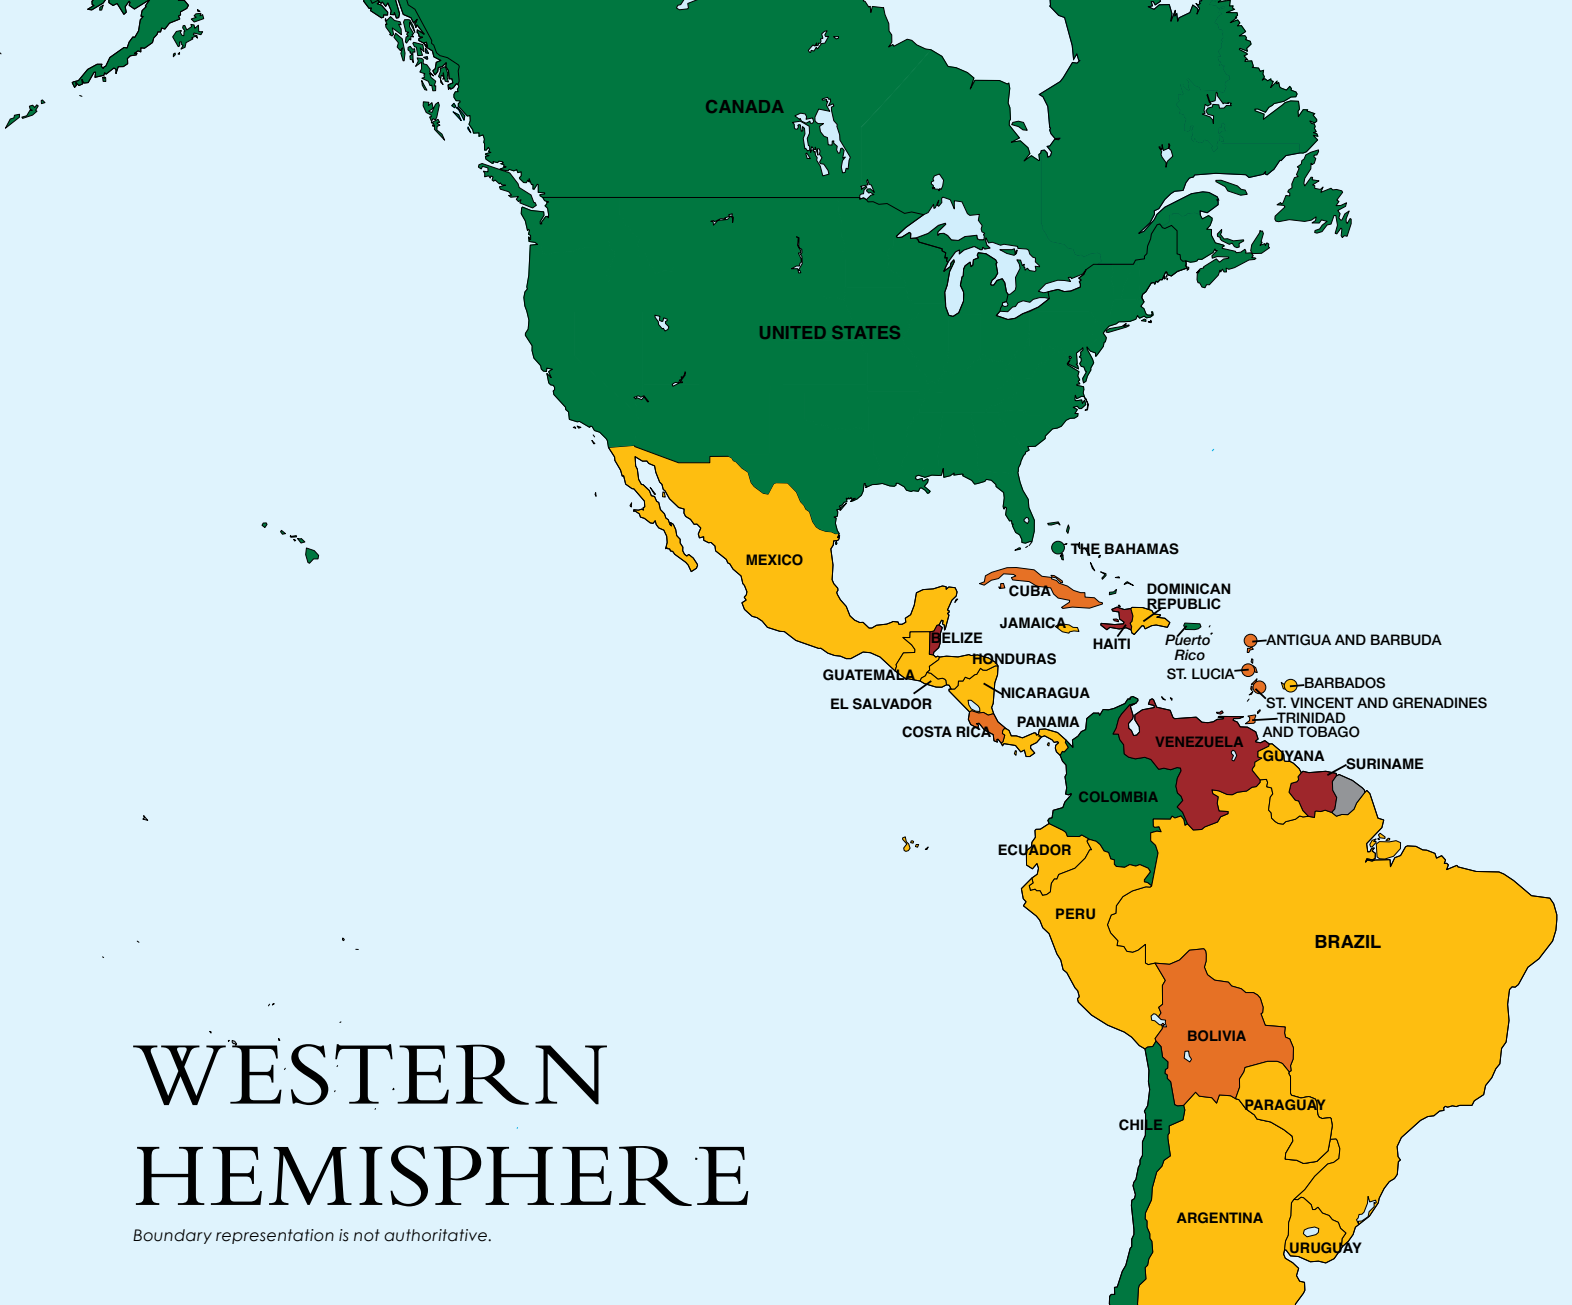 CANADA
UNITED STATES
MEXICO
THE BAHAMAS
CUBA
DOMINICAN
REPUBLIC
JAMAICA
HAITI
Puerto
Rico
BELIZE
ANTIGUA AND BARBUDA
HONDURAS
GUATEMALA
ST. LUCIA
BARBADOS
NICARAGUA
EL SALVADOR
ST. VINCENT AND GRENADINES
TRINIDAD
AND TOBAGO
COSTA RICA
PANAMA
VENEZUELA
GUYANA
SURINAME
COLOMBIA
ECUADOR
PERU
BRAZIL
BOLIVIA
PARAGUAY
CHILE
ARGENTINA
URUGUAY
WESTERN
HEMISPHERE
Boundary representation is not authoritative.